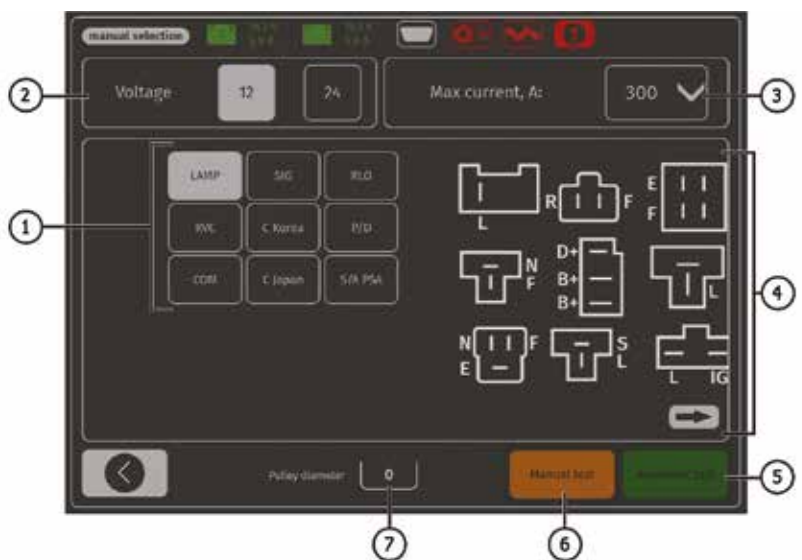 manual selection
Voltage 12 24 Max current, A: 300
LAMP SIG RLO
RVC C Korea P/D
COM C Japan S/A PSA
L
R F
E
F
N
F
D+
B+
B+
L
N F
E
S
L
L IG
Pulley diameter 0 Manual test
1
2
3
4
5
6
7